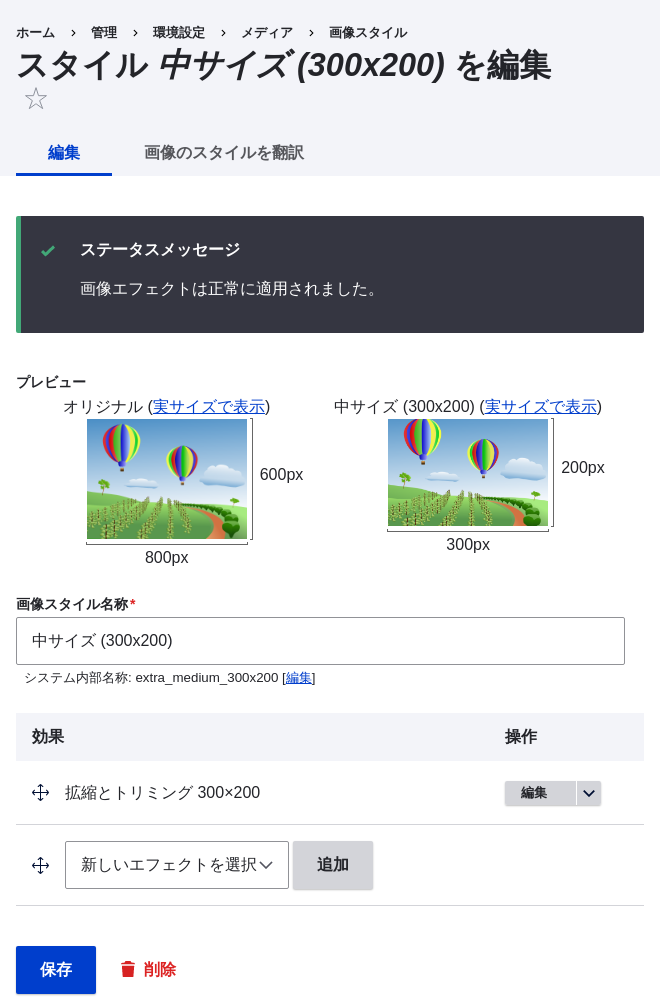 ホーム › 管理 › 環境設定 › メディア › 画像スタイル
スタイル 中サイズ (300x200) を編集
編集 画像のスタイルを翻訳
ステータスメッセージ
画像エフェクトは正常に適用されました。
プレビュー
オリジナル (実サイズで表示)
600px
800px
中サイズ (300x200) (実サイズで表示)
200px
300px
画像スタイル名称*
中サイズ (300x200)
システム内部名称: extra_medium_300x200 [編集]
効果 操作
拡縮とトリミング 300×200 編集
新しいエフェクトを選択 追加
保存 削除